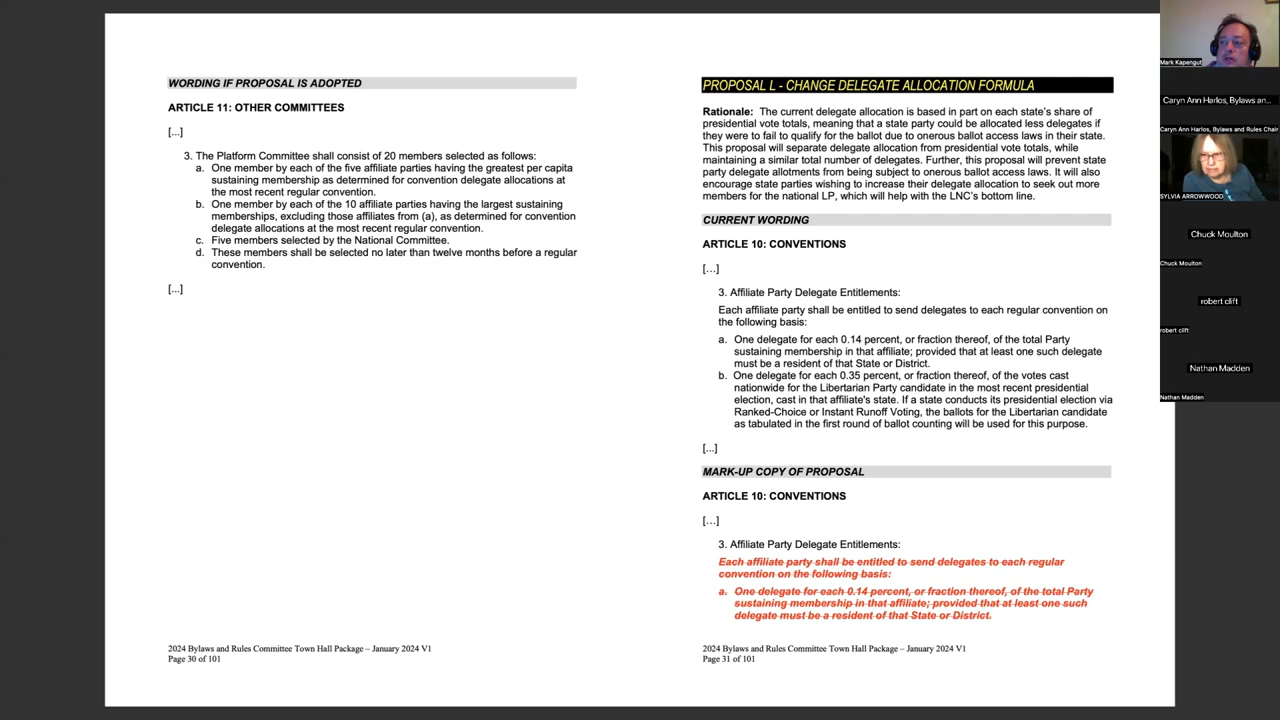 WORDING IF PROPOSAL IS ADOPTED
ARTICLE 11: OTHER COMMITTEES
[...]
3. The Platform Committee shall consist of 20 members selected as follows:
a. One member by each of the five affiliate parties having the greatest per capita
sustaining membership as determined for convention delegate allocations at
the most recent regular convention.
b. One member by each of the 10 affiliate parties having the largest sustaining
memberships, excluding those affiliates from (a), as determined for convention
delegate allocations at the most recent regular convention.
c. Five members selected by the National Committee.
d. These members shall be selected no later than twelve months before a regular
convention.
[...]
2024 Bylaws and Rules Committee Town Hall Package – January 2024 V1
Page 30 of 101
PROPOSAL L - CHANGE DELEGATE ALLOCATION FORMULA
Rationale: The current delegate allocation is based in part on each state's share of
presidential vote totals, meaning that a state party could be allocated less delegates if
they were to fail to qualify for the ballot due to onerous ballot access laws in their state.
This proposal will separate delegate allocation from presidential vote totals, while
maintaining a similar total number of delegates. Further, this proposal will prevent state
party delegate allotments from being subject to onerous ballot access laws. It will also
encourage state parties wishing to increase their delegate allocation to seek out more
members for the national LP, which will help with the LNC's bottom line.
CURRENT WORDING
ARTICLE 10: CONVENTIONS
[…]
3. Affiliate Party Delegate Entitlements:
Each affiliate party shall be entitled to send delegates to each regular convention on
the following basis:
a. One delegate for each 0.14 percent, or fraction thereof, of the total Party
sustaining membership in that affiliate; provided that at least one such delegate
must be a resident of that State or District.
b. One delegate for each 0.35 percent, or fraction thereof, of the votes cast
nationwide for the Libertarian Party candidate in the most recent presidential
election, cast in that affiliate's state. If a state conducts its presidential election via
Ranked-Choice or Instant Runoff Voting, the ballots for the Libertarian candidate
as tabulated in the first round of ballot counting will be used for this purpose.
[...]
MARK-UP COPY OF PROPOSAL
ARTICLE 10: CONVENTIONS
[…]
3. Affiliate Party Delegate Entitlements:
Each affiliate party shall be entitled to send delegates to each regular
convention on the following basis:
a. One delegate for each 0.14 percent, or fraction thereof, of the total Party
sustaining membership in that affiliate; provided that at least one such
delegate must be a resident of that State or District.
2024 Bylaws and Rules Committee Town Hall Package – January 2024 V1
Page 31 of 101
Mark Kapengut
Caryn Ann Harlos, Bylaws an...
Caryn Ann Harlos, Bylaws and Rules Chair
SYLVIA ARROWWOOD
Chuck Moulton
Chuck Moulton
robert clift
robert clift
Nathan Madden
Nathan Madden